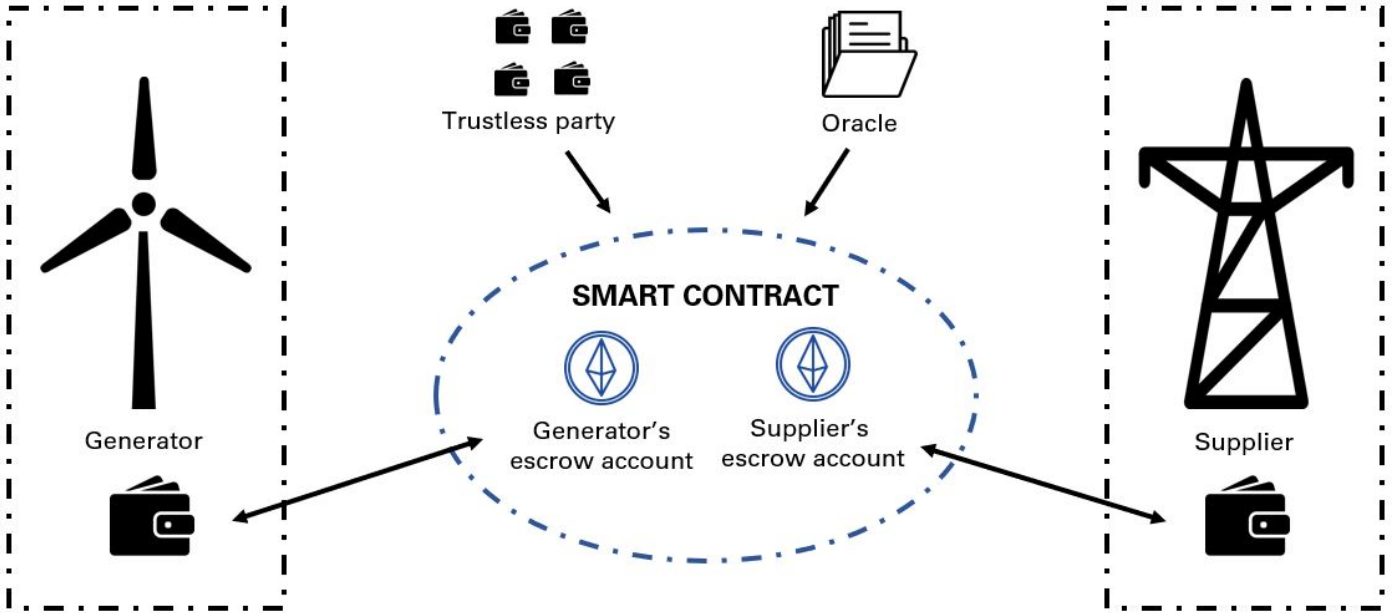 Trustless party
Oracle
SMART CONTRACT
Generator’s
escrow account
Supplier’s
escrow account
Generator
Supplier